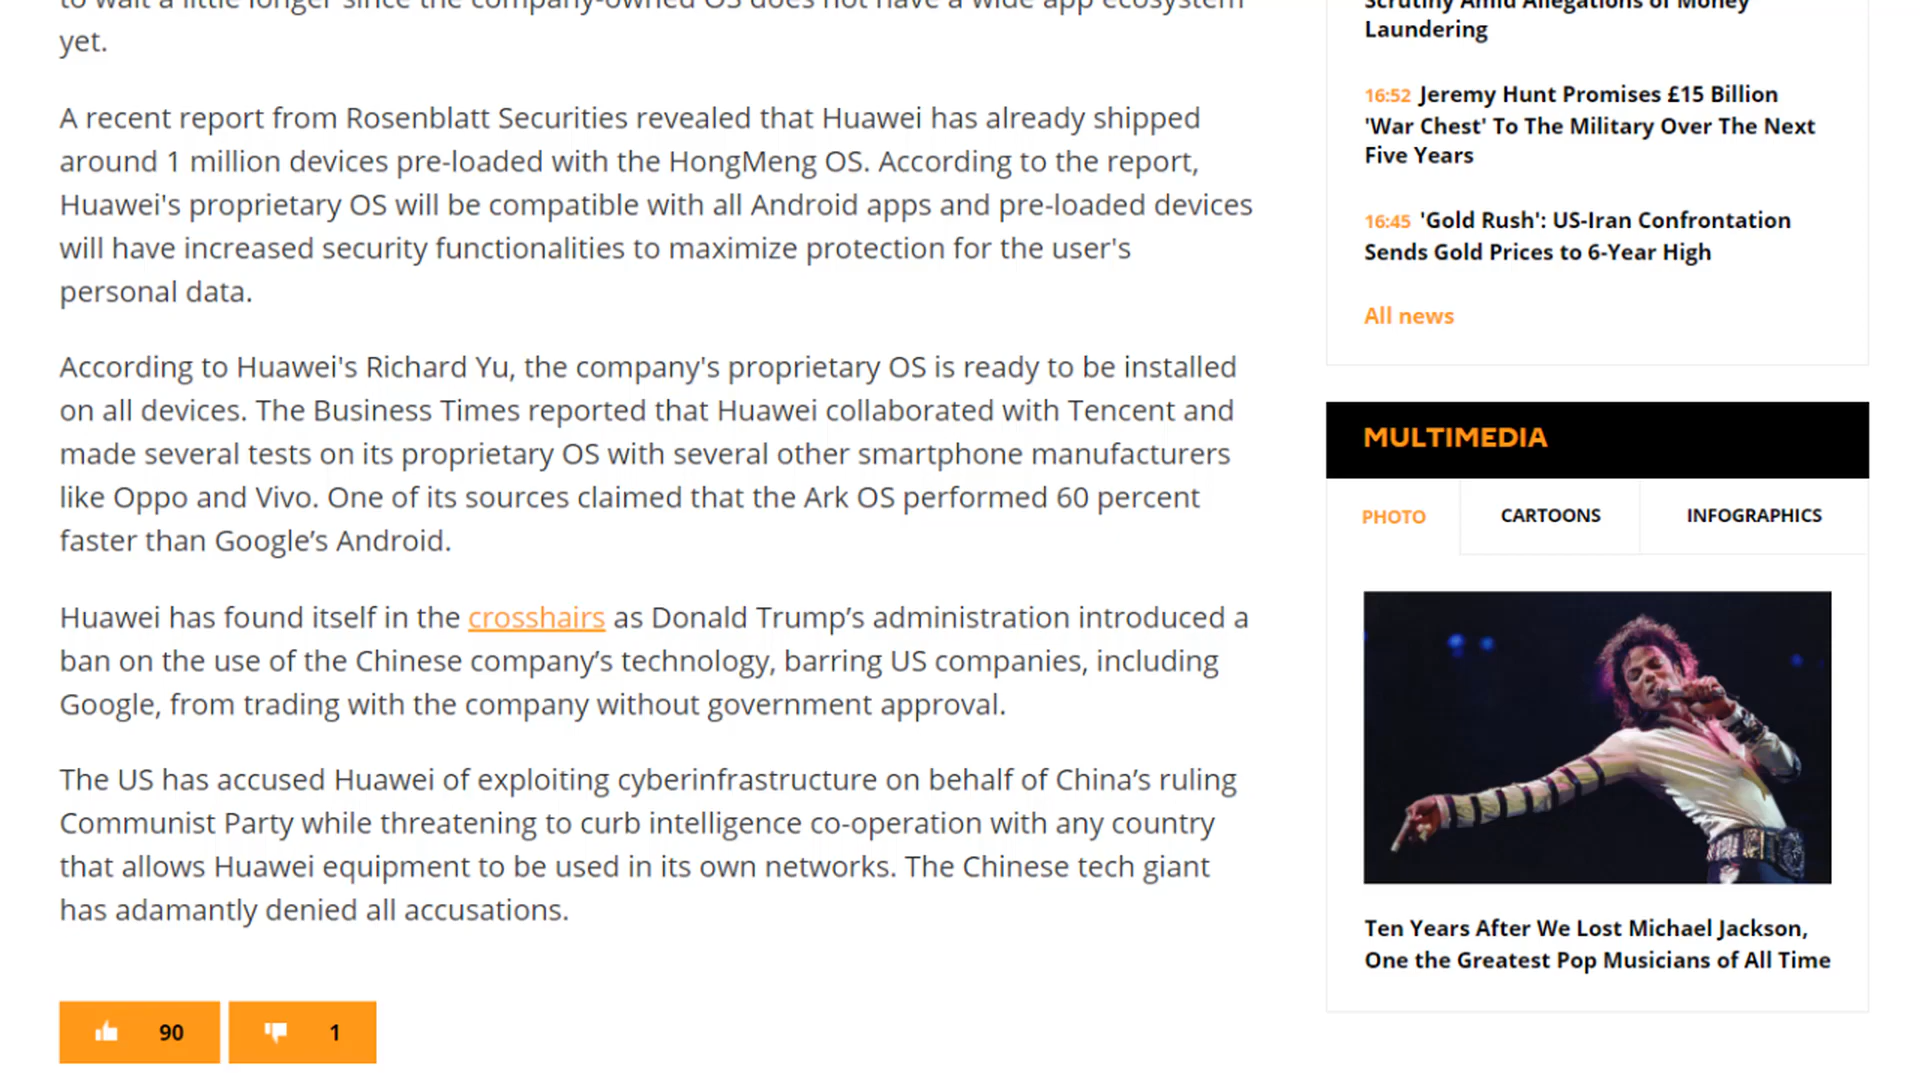 to wait a little longer since the company-owned OS does not have a wide app ecosystem
yet.
A recent report from Rosenblatt Securities revealed that Huawei has already shipped
around 1 million devices pre-loaded with the HongMeng OS. According to the report,
Huawei's proprietary OS will be compatible with all Android apps and pre-loaded devices
will have increased security functionalities to maximize protection for the user's
personal data.
According to Huawei's Richard Yu, the company's proprietary OS is ready to be installed
on all devices. The Business Times reported that Huawei collaborated with Tencent and
made several tests on its proprietary OS with several other smartphone manufacturers
like Oppo and Vivo. One of its sources claimed that the Ark OS performed 60 percent
faster than Google’s Android.
Huawei has found itself in the crosshairs as Donald Trump’s administration introduced a
ban on the use of the Chinese company’s technology, barring US companies, including
Google, from trading with the company without government approval.
The US has accused Huawei of exploiting cyberinfrastructure on behalf of China’s ruling
Communist Party while threatening to curb intelligence co-operation with any country
that allows Huawei equipment to be used in its own networks. The Chinese tech giant
has adamantly denied all accusations.
90 1
Scrutiny Amid Allegations of Money
Laundering
16:52 Jeremy Hunt Promises £15 Billion
'War Chest' To The Military Over The Next
Five Years
16:45 'Gold Rush': US-Iran Confrontation
Sends Gold Prices to 6-Year High
All news
MULTIMEDIA
PHOTO CARTOONS INFOGRAPHICS
Ten Years After We Lost Michael Jackson,
One the Greatest Pop Musicians of All Time